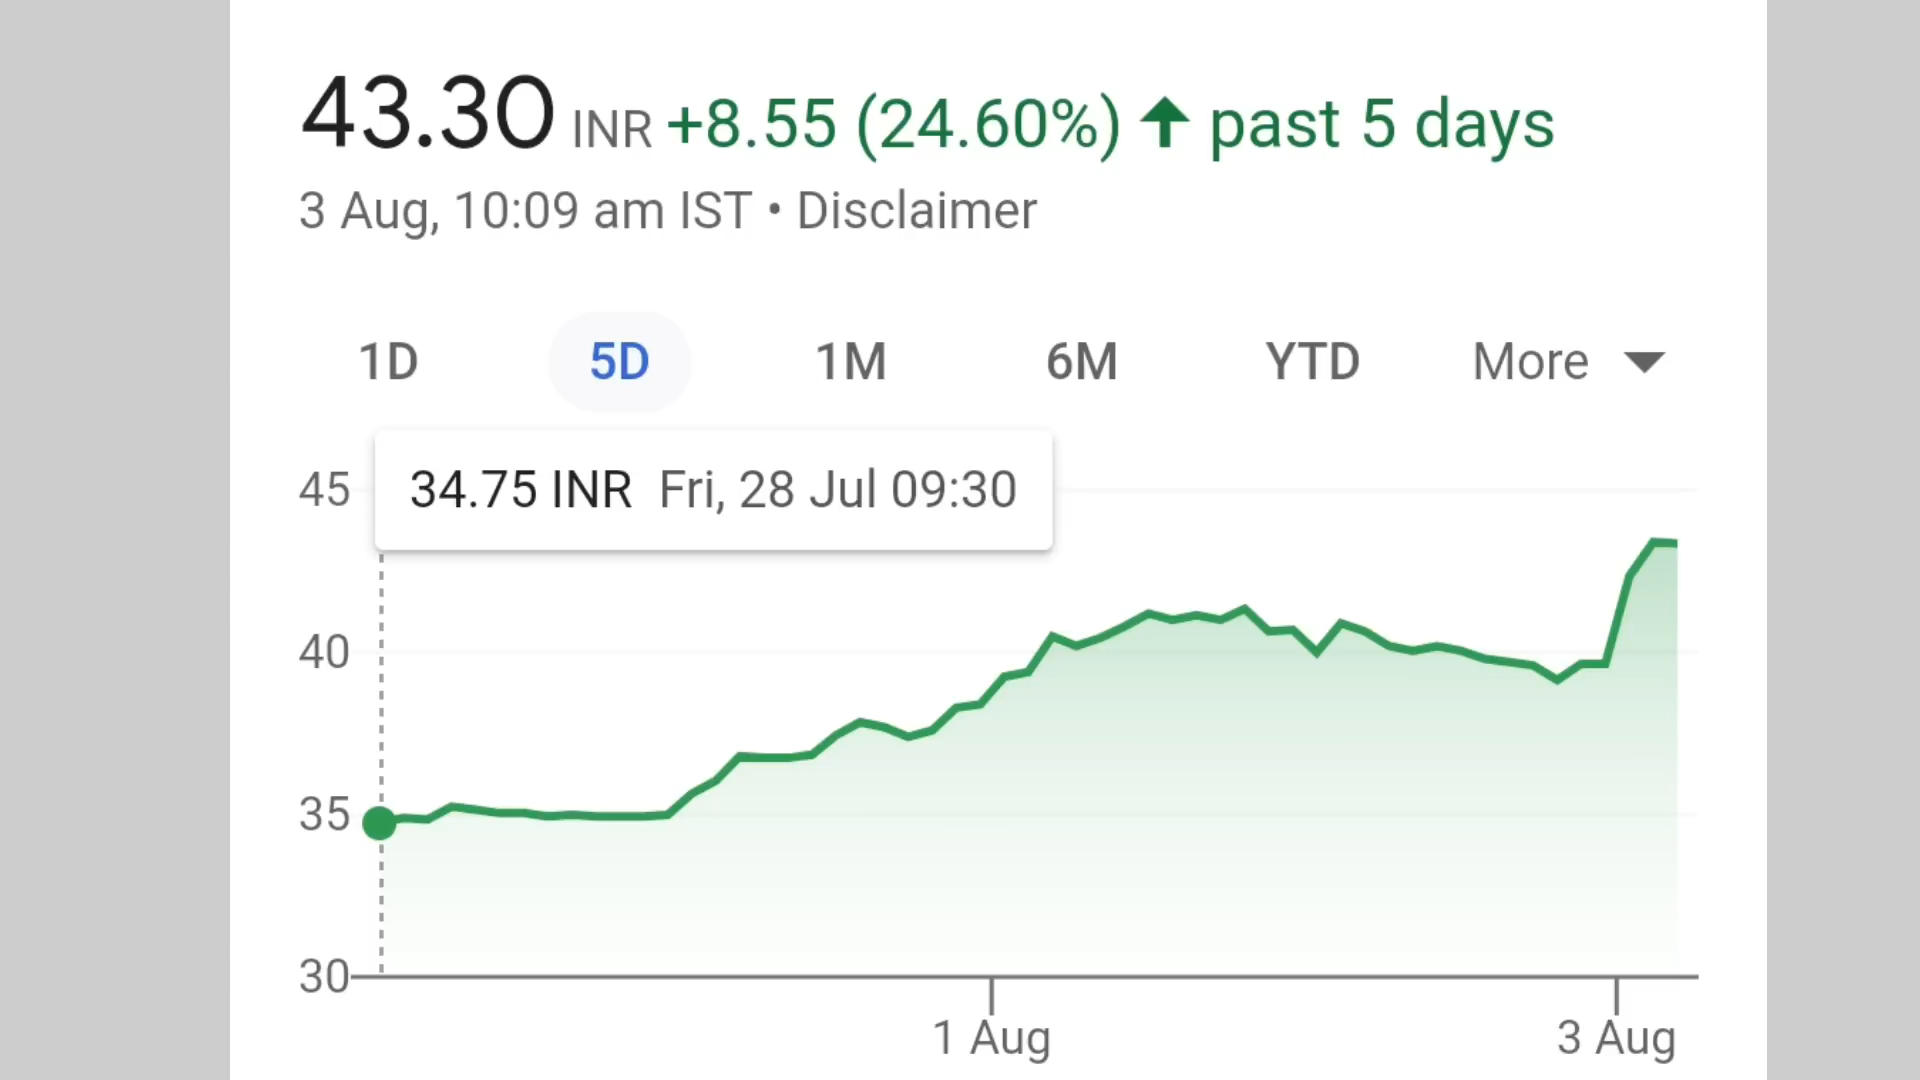 43.30 INR +8.55 (24.60%) ↑ past 5 days
3 Aug, 10:09 am IST • Disclaimer
1D 5D 1M 6M YTD More
34.75 INR Fri, 28 Jul 09:30
45
40
35
30
1 Aug 3 Aug